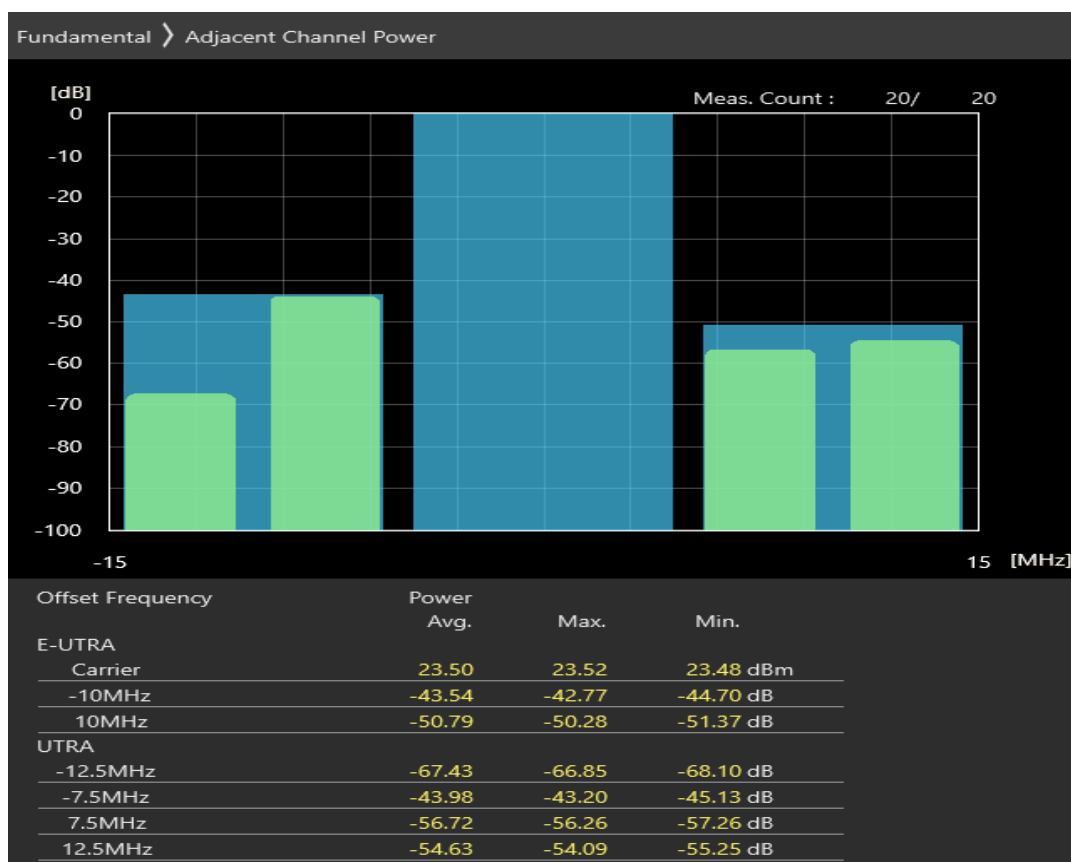 Fundamental 》 Adjacent Channel Power
[dB]
Meas. Count : 20/ 20
0
-10
-20
-30
-40
-50
-60
-70
-80
-90
-100
-15 15 [MHz]
Offset Frequency Power
Avg. Max. Min.
E-UTRA
Carrier 23.50 23.52 23.48 dBm
-10MHz -43.54 -42.77 -44.70 dB
10MHz -50.79 -50.28 -51.37 dB
UTRA
-12.5MHz -67.43 -66.85 -68.10 dB
-7.5MHz -43.98 -43.20 -45.13 dB
7.5MHz -56.72 -56.26 -57.26 dB
12.5MHz -54.63 -54.09 -55.25 dB